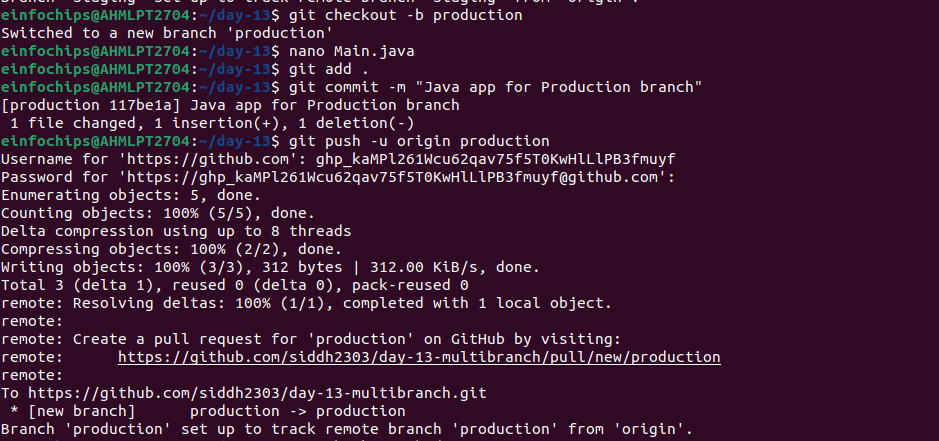 einfochips@AHMLPT2704:~/day-13$ git checkout -b production
Switched to a new branch 'production'
einfochips@AHMLPT2704:~/day-13$ nano Main.java
einfochips@AHMLPT2704:~/day-13$ git add .
einfochips@AHMLPT2704:~/day-13$ git commit -m "Java app for Production branch"
[production 117be1a] Java app for Production branch
 1 file changed, 1 insertion(+), 1 deletion(-)
einfochips@AHMLPT2704:~/day-13$ git push -u origin production
Username for 'https://github.com': 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
Password for 'https://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@github.com':
Enumerating objects: 5, done.
Counting objects: 100% (5/5), done.
Delta compression using up to 8 threads
Compressing objects: 100% (2/2), done.
Writing objects: 100% (3/3), 312 bytes | 312.00 KiB/s, done.
Total 3 (delta 1), reused 0 (delta 0), pack-reused 0
remote: Resolving deltas: 100% (1/1), completed with 1 local object.
remote:
remote: Create a pull request for 'production' on GitHub by visiting:
remote:      https://github.com/siddh2303/day-13-multibranch/pull/new/production
remote:
To https://github.com/siddh2303/day-13-multibranch.git
 * [new branch]      production -> production
Branch 'production' set up to track remote branch 'production' from 'origin'.